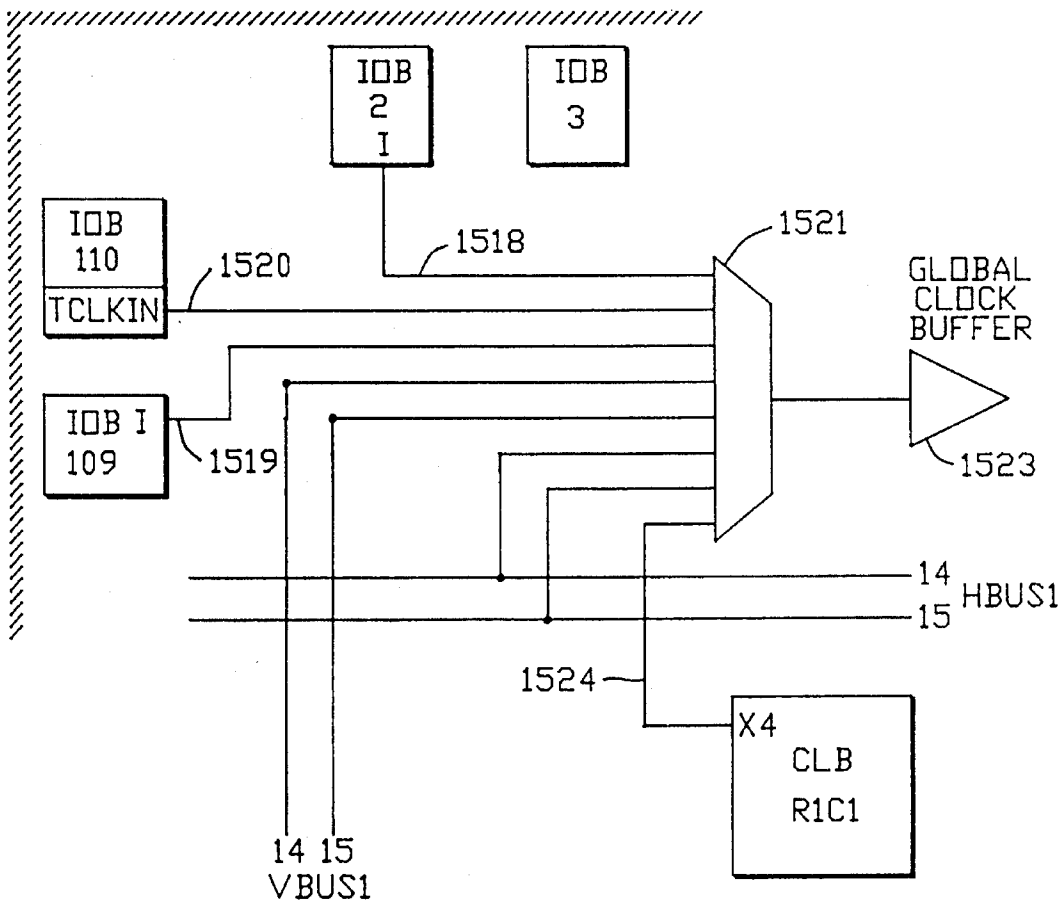 IOB
2
I
IOB
3
IOB
110
TCLKIN
1520
1518
1521
GLOBAL
CLOCK
BUFFER
IOB I
109
1519
1523
14
15
HBUS1
1524
X4
CLB
R1C1
14 15
VBUS1